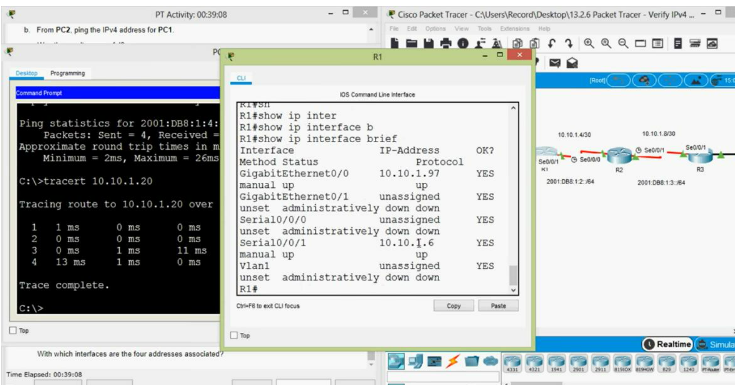 PT Activity: 00:39:08
b. From PC2, ping the IPv4 address for PC1.
PC
Desktop Programming
Command Prompt
Ping statistics for 2001:DB8:1:4:
Packets: Sent = 4, Received =
Approximate round trip times in m
Minimum = 2ms, Maximum = 26ms
C:\>tracert 10.10.1.20
Tracing route to 10.10.1.20 over
1 1 ms 0 ms 0 ms
2 0 ms 0 ms 0 ms
3 0 ms 1 ms 11 ms
4 13 ms 1 ms 0 ms
Trace complete.
C:\>
Top
With which interfaces are the four addresses associated?
Time Elapsed: 00:39:08
R1
CLI
IOS Command Line Interface
R1#sh
R1#show ip inter
R1#show ip interface b
R1#show ip interface brief
Interface IP-Address OK?
Method Status Protocol
GigabitEthernet0/0 10.10.1.97 YES
manual up up
GigabitEthernet0/1 unassigned YES
unset administratively down down
Serial0/0/0 unassigned YES
unset administratively down down
Serial0/0/1 10.10.1.6 YES
manual up up
Vlan1 unassigned YES
unset administratively down down
R1#
Ctrl+F6 to exit CLI focus
Copy Paste
Top
Cisco Packet Tracer - C:\Users\Record\Desktop\13.2.6 Packet Tracer - Verify IPv4 ...
File Edit Options View Tools Extensions Help
[Root]
10.10.1.4/30 10.10.1.8/30
Se0/0/1 Se0/0/0 Se0/0/1 Se0/0/1
R1 R2 R3
2001:DB8:1:2::/64 2001:DB8:1:3::/64
Realtime Simula
4331 4321 1941 2901 2911 819IOX 819HGW 829 1240